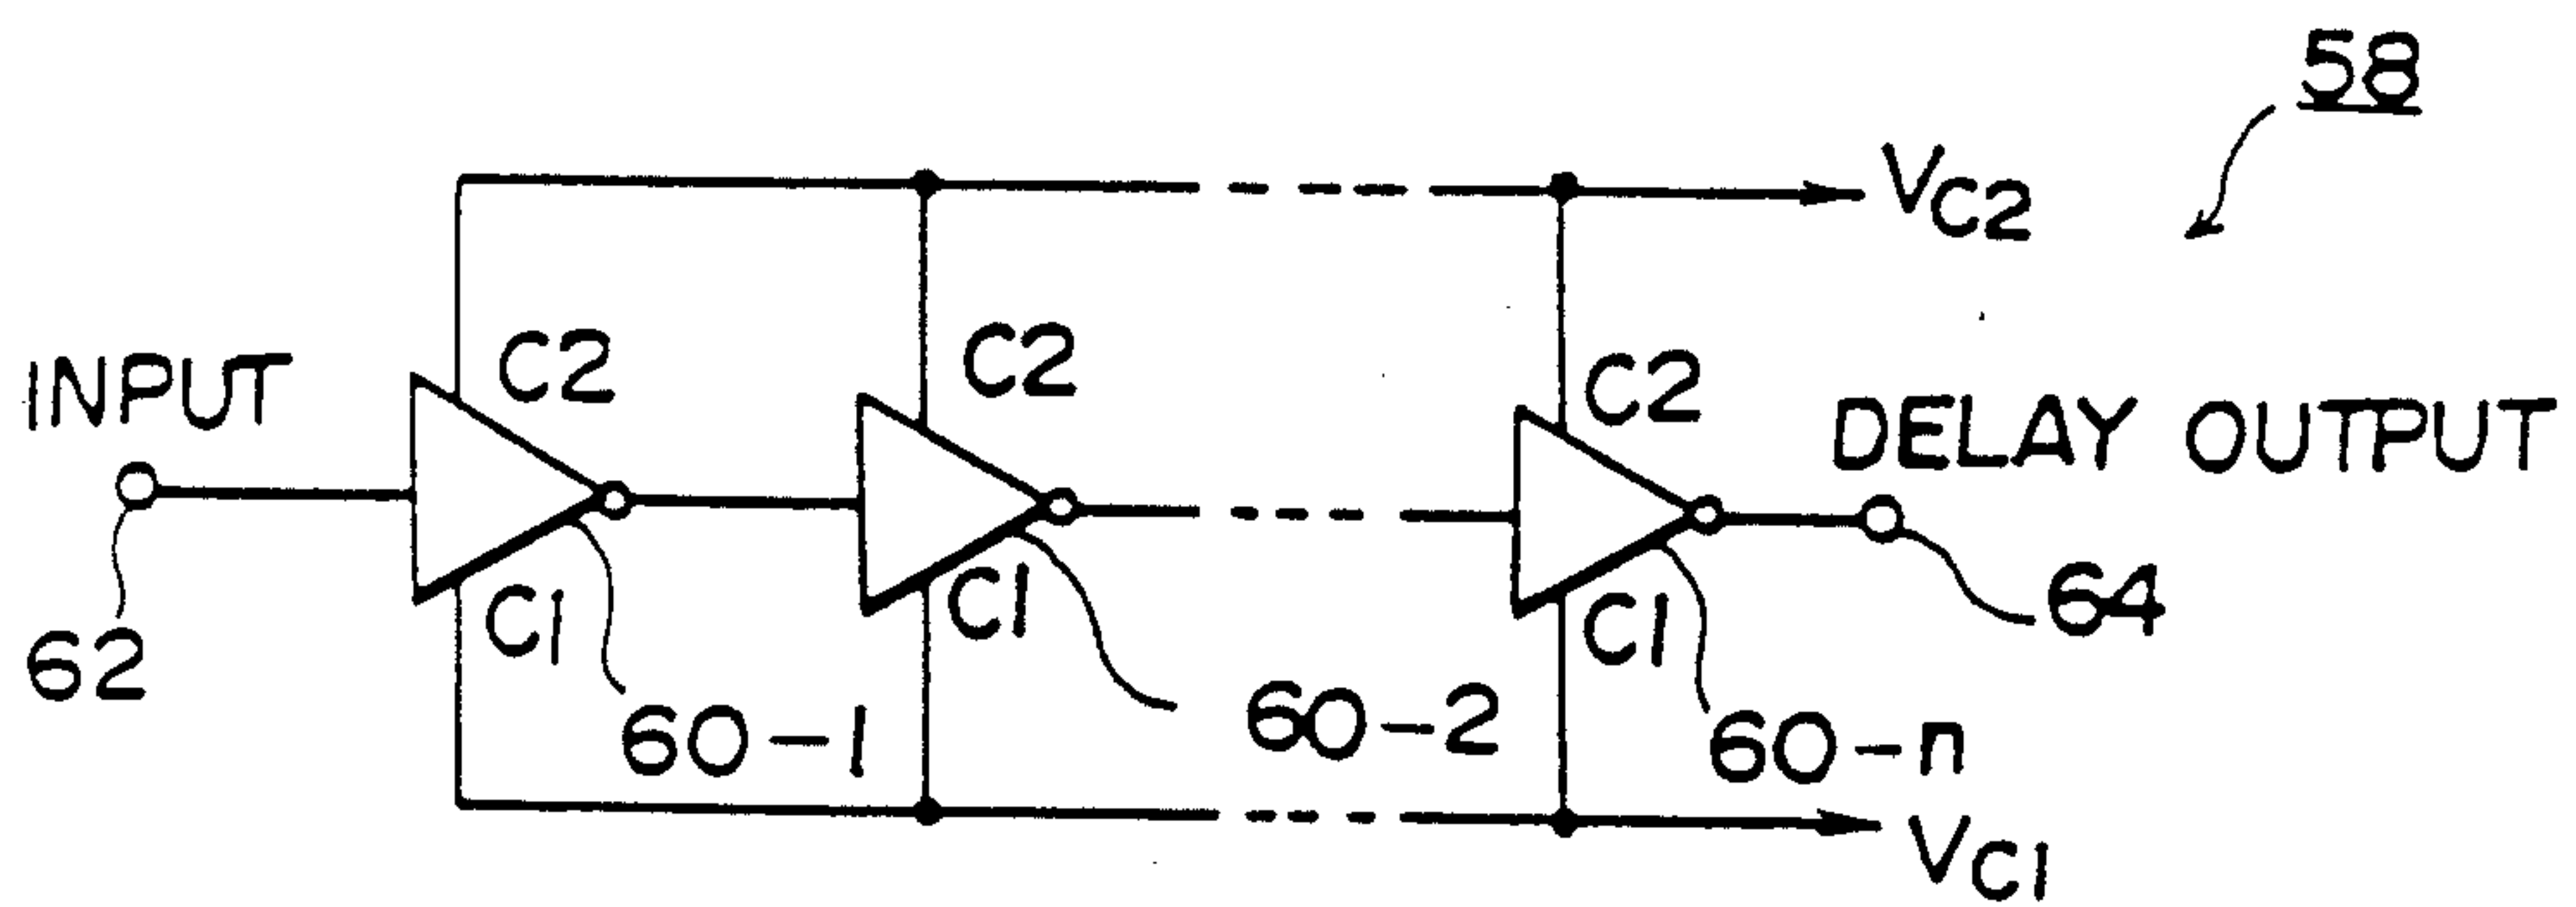 58
VC2
C2
C2
C2
INPUT
DELAY OUTPUT
C1
C1
C1
62
64
60-1
60-2
60-n
VC1